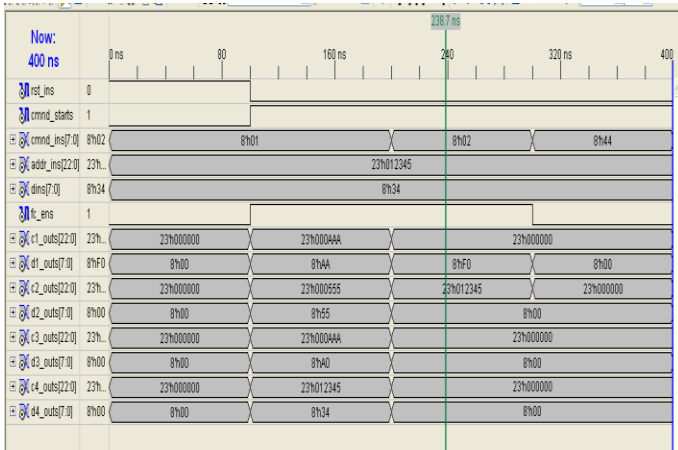 238.7 ns
Now:
400 ns
0 ns 80 160 ns 240 320 ns 400
rst_ins 0
cmnd_starts 1
cmnd_ins[7:0] 8'h02 8'h01 8'h02 8'h44
addr_ins[22:0] 23'h... 23'h012345
dins[7:0] 8'h34 8'h34
fc_ens 1
c1_outs[22:0] 23'h... 23'h000000 23'h000AAA 23'h000000
d1_outs[7:0] 8'hF0 8'h00 8'hAA 8'hF0 8'h00
c2_outs[22:0] 23'h... 23'h000000 23'h000555 23'h012345 23'h000000
d2_outs[7:0] 8'h00 8'h00 8'h55 8'h00
c3_outs[22:0] 23'h... 23'h000000 23'h000AAA 23'h000000
d3_outs[7:0] 8'h00 8'h00 8'hA0 8'h00
c4_outs[22:0] 23'h... 23'h000000 23'h012345 23'h000000
d4_outs[7:0] 8'h00 8'h00 8'h34 8'h00